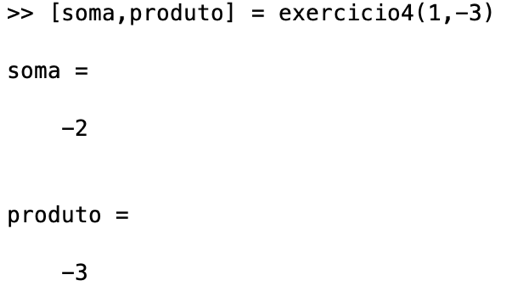 >> [soma,produto] = exercicio4(1,-3)
soma =
-2
produto =
-3